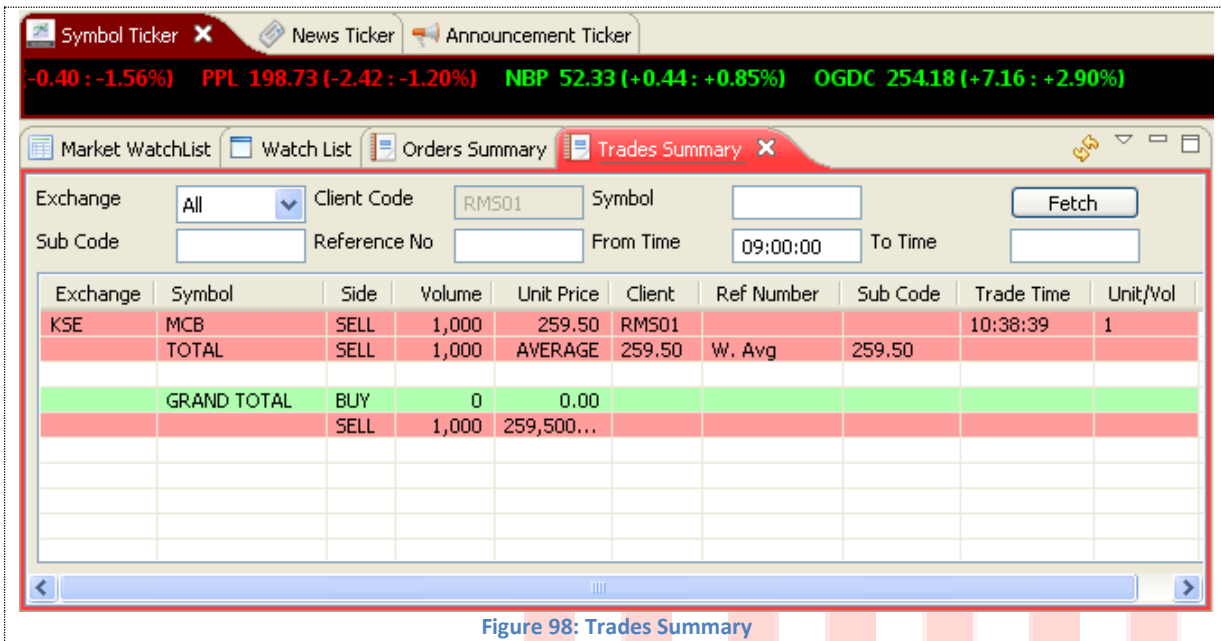 Symbol Ticker News Ticker Announcement Ticker
-0.40 : -1.56%) PPL 198.73 (-2.42 : -1.20%) NBP 52.33 (+0.44 : +0.85%) OGDC 254.18 (+7.16 : +2.90%)
Market WatchList Watch List Orders Summary Trades Summary
Exchange All Client Code RMS01 Symbol Fetch
Sub Code Reference No From Time 09:00:00 To Time
Exchange Symbol Side Volume Unit Price Client Ref Number Sub Code Trade Time Unit/Vol
KSE MCB SELL 1,000 259.50 RMS01 10:38:39 1
TOTAL SELL 1,000 AVERAGE 259.50 W. Avg 259.50
GRAND TOTAL BUY 0 0.00
SELL 1,000 259,500...
Figure 98: Trades Summary